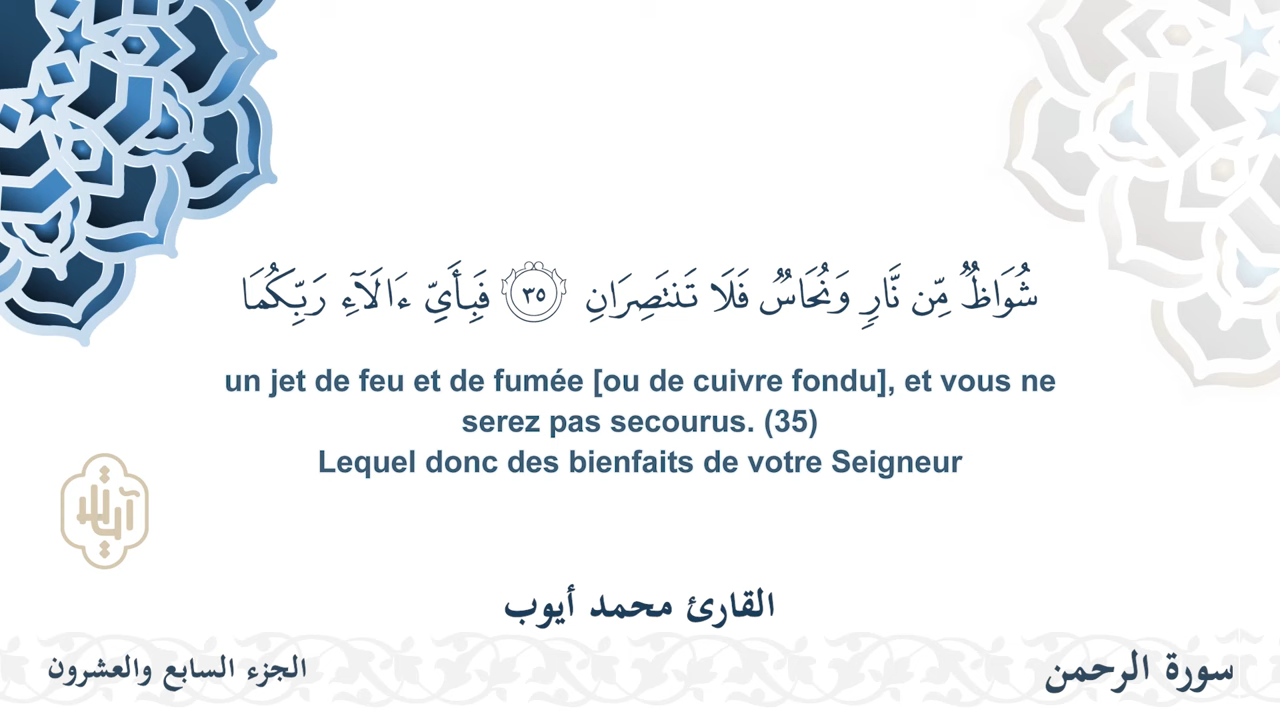 شُوَاظٌ مِّن نَّارٍ وَنُحَاسٌ فَلَا تَنتَصِرَانِ ٣٥ فَبِأَيِّ ءَالَآءِ رَبِّكُمَا
un jet de feu et de fumée [ou de cuivre fondu], et vous ne
serez pas secourus. (35)
Lequel donc des bienfaits de votre Seigneur
القارئ محمد أيوب
سورة الرحمن
الجزء السابع والعشرون